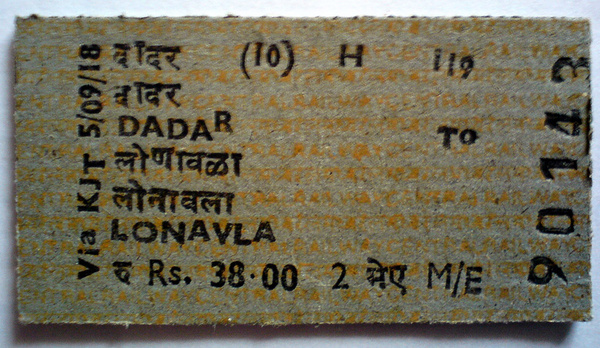 दादर (10) H 119
दादर
DADAR TO
लोणावळा
लोनावला
LONAVLA
रु Rs. 38·00 2 मेए M/E
Via KJT 5/09/18
90143